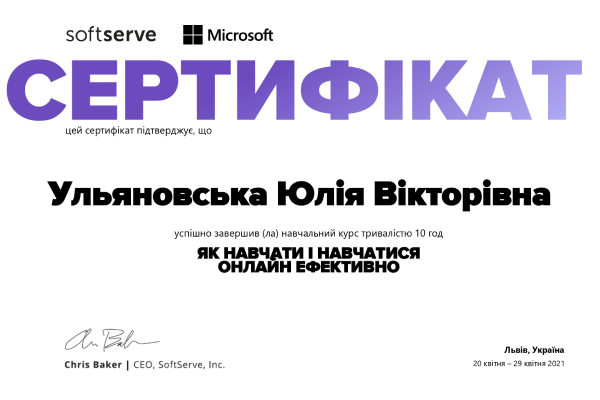 softserve Microsoft
СЕРТИФІКАТ
цей сертифікат підтверджує, що
Ульяновська Юлія Вікторівна
успішно завершив (ла) навчальний курс тривалістю 10 год
ЯК НАВЧАТИ І НАВЧАТИСЯ
ОНЛАЙН ЕФЕКТИВНО
Chris Baker | CEO, SoftServe, Inc.
Львів, Україна
20 квітня – 29 квітня 2021